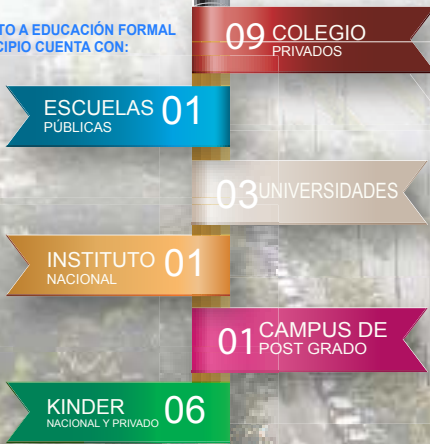 TO A EDUCACIÓN FORMAL
CIPIO CUENTA CON:
09 COLEGIO
PRIVADOS
ESCUELAS 01
PÚBLICAS
03 UNIVERSIDADES
INSTITUTO 01
NACIONAL
01 CAMPUS DE
POST GRADO
KINDER 06
NACIONAL Y PRIVADO